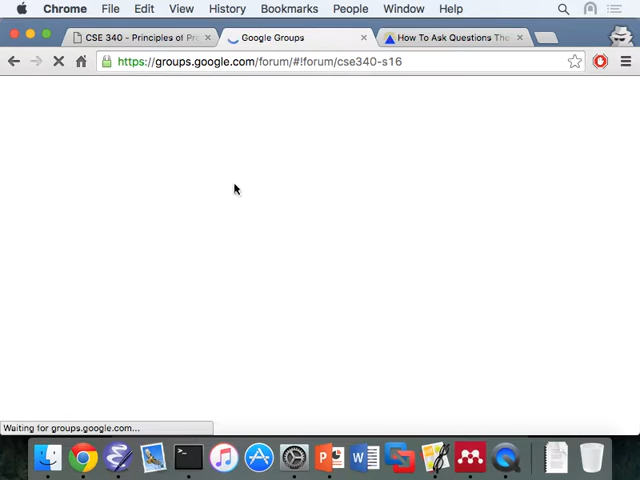 Chrome File Edit View History Bookmarks People Window Help
CSE 340 - Principles of Pro
Google Groups
How To Ask Questions The
https://groups.google.com/forum/#!forum/cse340-s16
Waiting for groups.google.com...